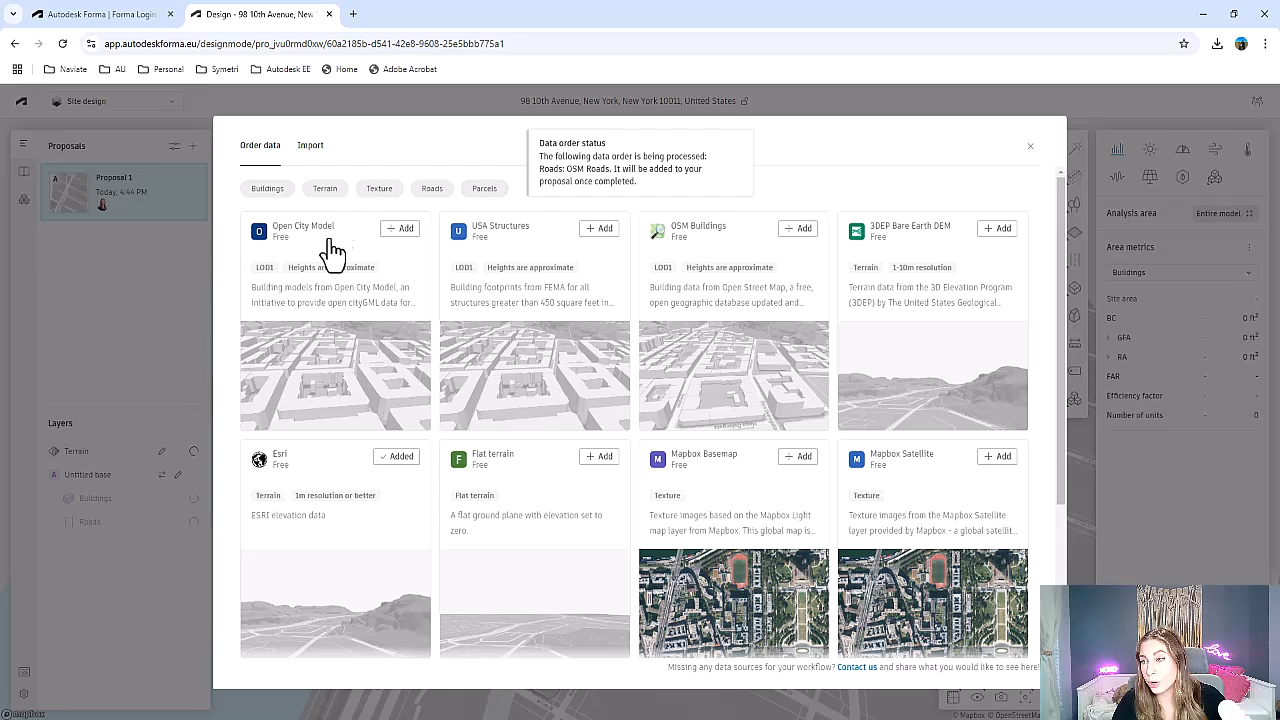 Autodesk Forma | Forma Login
Design - 98 10th Avenue, New
app.autodeskforma.eu/designmode/pro_jvu0rmd0xw/60a2185b-d541-42e8-9608-25e5bbb775a1
Naviate
AU
Personal
Symetri
Autodesk EE
Home
Adobe Acrobat
Site design
98 10th Avenue, New York, New York 10011, United States
Proposals
A
Proposal 1
Today, 4:44 PM
Layers
Terrain
Untitled base
Buildings
Roads
Order data
Import
Data order status
The following data order is being processed:
Roads: OSM Roads. It will be added to your
proposal once completed.
Buildings
Terrain
Texture
Roads
Parcels
Open City Model
Free
Add
LOD1
Heights are approximate
Building models from Open City Model, an
initiative to provide open cityGML data for...
USA Structures
Free
Add
LOD1
Heights are approximate
Building footprints from FEMA for all
structures greater than 450 square feet in...
OSM Buildings
Free
Add
LOD1
Heights are approximate
Building data from Open Street Map, a free,
open geographic database updated and...
3DEP Bare Earth DEM
Free
Add
Terrain
1-10m resolution
Terrain data from the 3D Elevation Program
(3DEP) by The United States Geological...
Esri
Free
Added
Terrain
1m resolution or better
ESRI elevation data
Flat terrain
Free
Add
Flat terrain
A flat ground plane with elevation set to
zero.
Mapbox Basemap
Free
Add
Texture
Texture images based on the Mapbox Light
map layer from Mapbox. This global map is...
Mapbox Satellite
Free
Add
Texture
Texture images from the Mapbox Satellite
layer provided by Mapbox - a global satellit...
Missing any data sources for your workflow? Contact us and share what you would like to see here!
Analysis area
Entire model
Area metrics
Buildings
Site area
-
BC - 0 ft²
GFA - 0 ft²
RA - 0 ft²
FAR - -
Efficiency factor - -
Number of units 0
mapbox
© Mapbox © OpenStreetMa